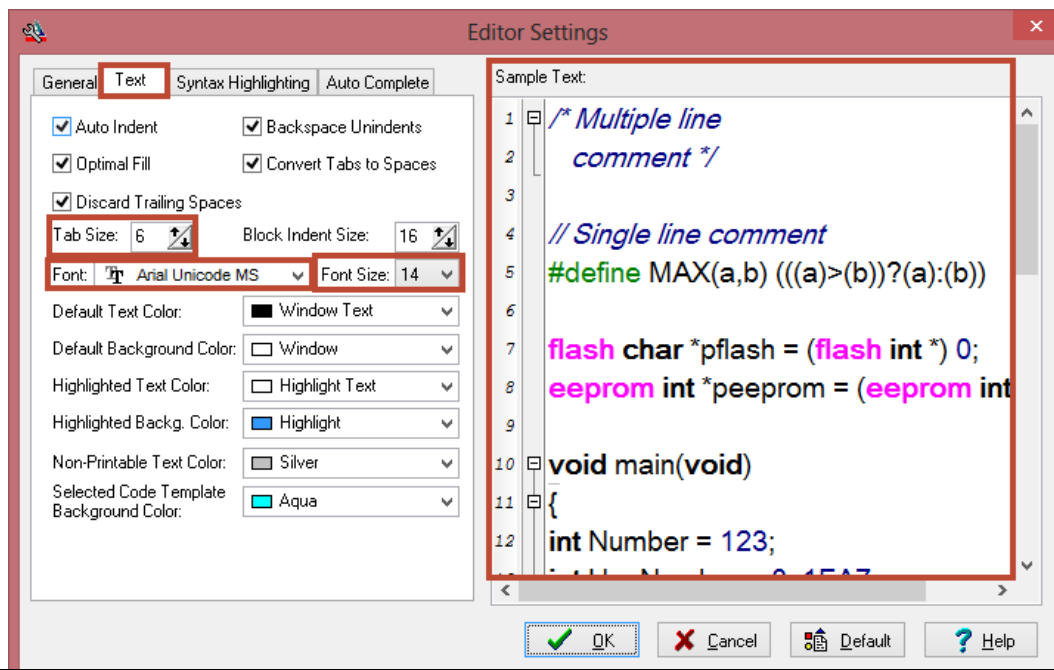 Editor Settings
General Text Syntax Highlighting Auto Complete
Auto Indent Backspace Unindents
Optimal Fill Convert Tabs to Spaces
Discard Trailing Spaces
Tab Size: 6 Block Indent Size: 16
Font: Arial Unicode MS Font Size: 14
Default Text Color: Window Text
Default Background Color: Window
Highlighted Text Color: Highlight Text
Highlighted Backg. Color: Highlight
Non-Printable Text Color: Silver
Selected Code Template
Background Color: Aqua
Sample Text:
1 /* Multiple line
2 comment */
3
4 // Single line comment
5 #define MAX(a,b) (((a)>(b))?(a):(b))
6
7 flash char *pflash = (flash int *) 0;
8 eeprom int *peeprom = (eeprom int
9
10 void main(void)
11 {
12 int Number = 123;
OK Cancel Default Help